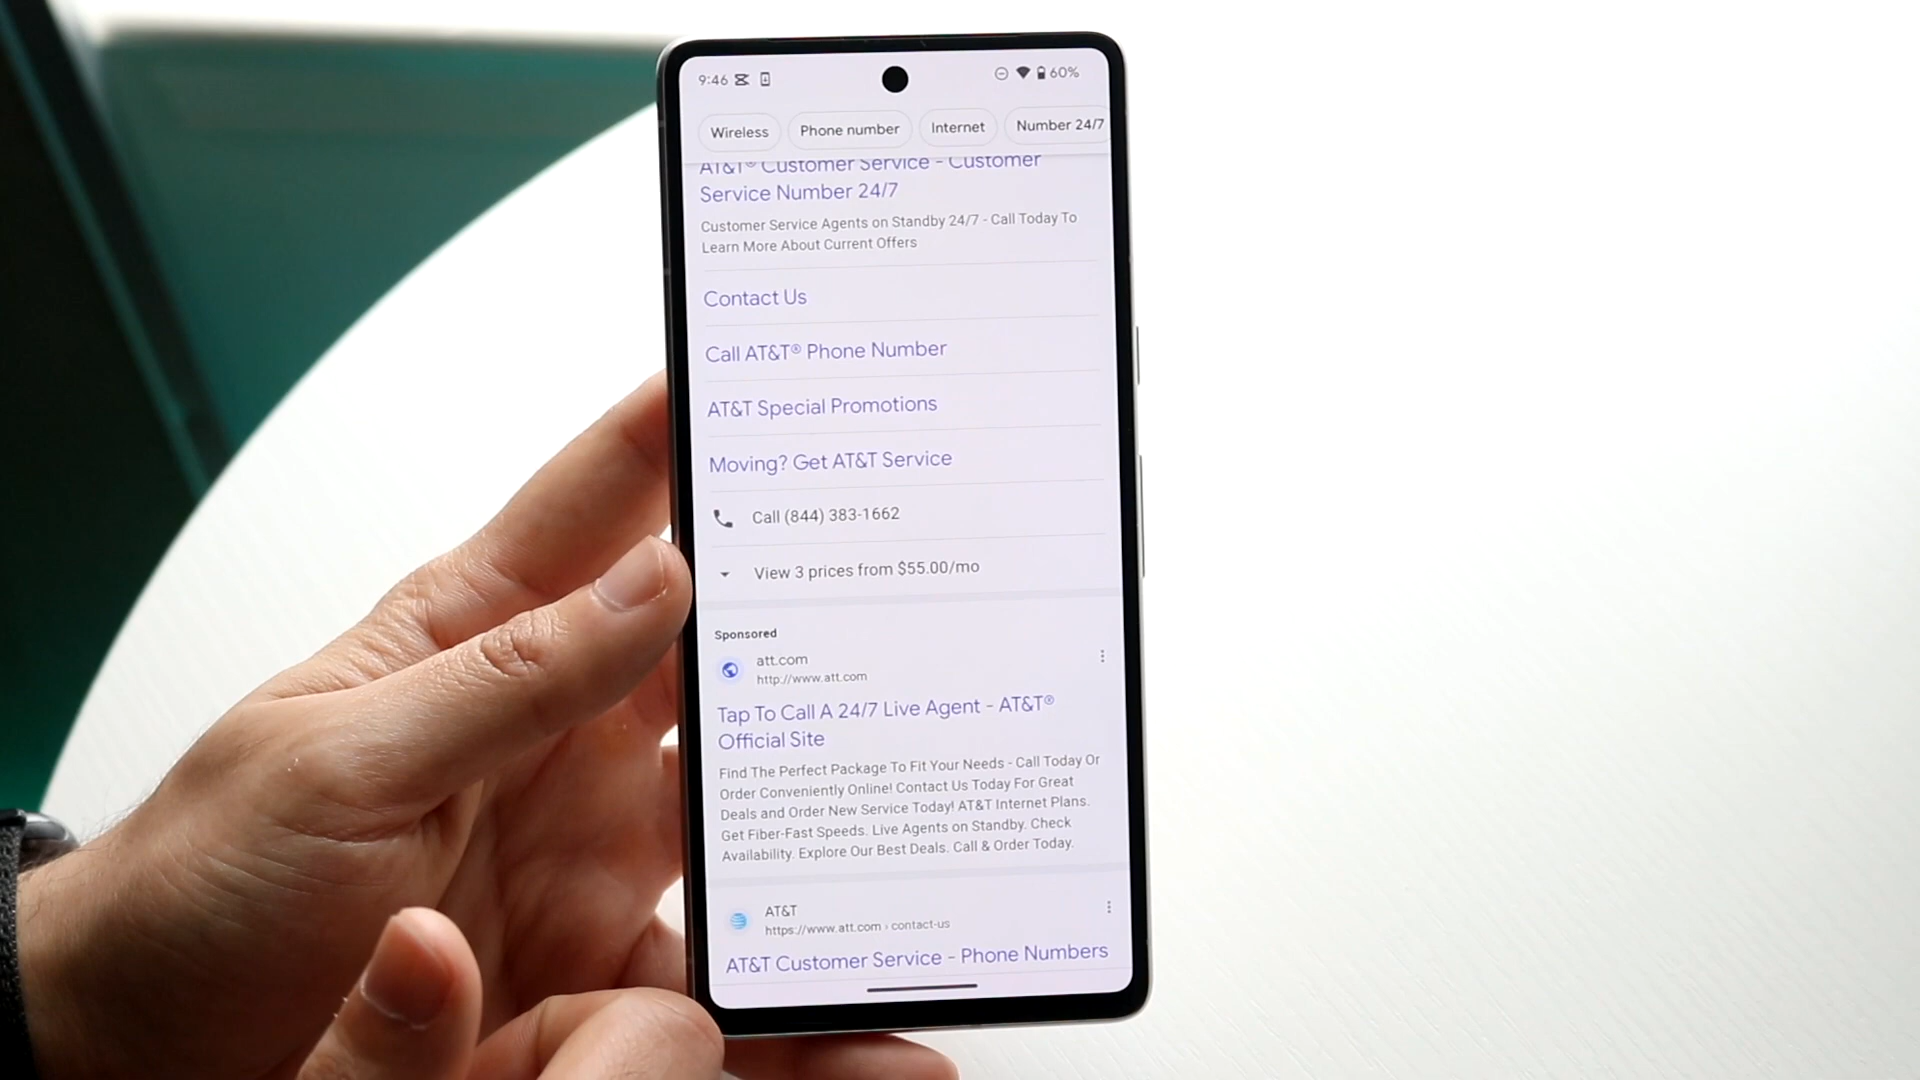 9:46
60%
Wireless
Phone number
Internet
Number 24/7
AT&T® Customer Service - Customer
Service Number 24/7
Customer Service Agents on Standby 24/7 - Call Today To
Learn More About Current Offers
Contact Us
Call AT&T® Phone Number
AT&T Special Promotions
Moving? Get AT&T Service
Call (844) 383-1662
View 3 prices from $55.00/mo
Sponsored
att.com
http://www.att.com
Tap To Call A 24/7 Live Agent - AT&T®
Official Site
Find The Perfect Package To Fit Your Needs - Call Today Or
Order Conveniently Online! Contact Us Today For Great
Deals and Order New Service Today! AT&T Internet Plans.
Get Fiber-Fast Speeds. Live Agents on Standby. Check
Availability. Explore Our Best Deals. Call & Order Today.
AT&T
https://www.att.com › contact-us
AT&T Customer Service - Phone Numbers